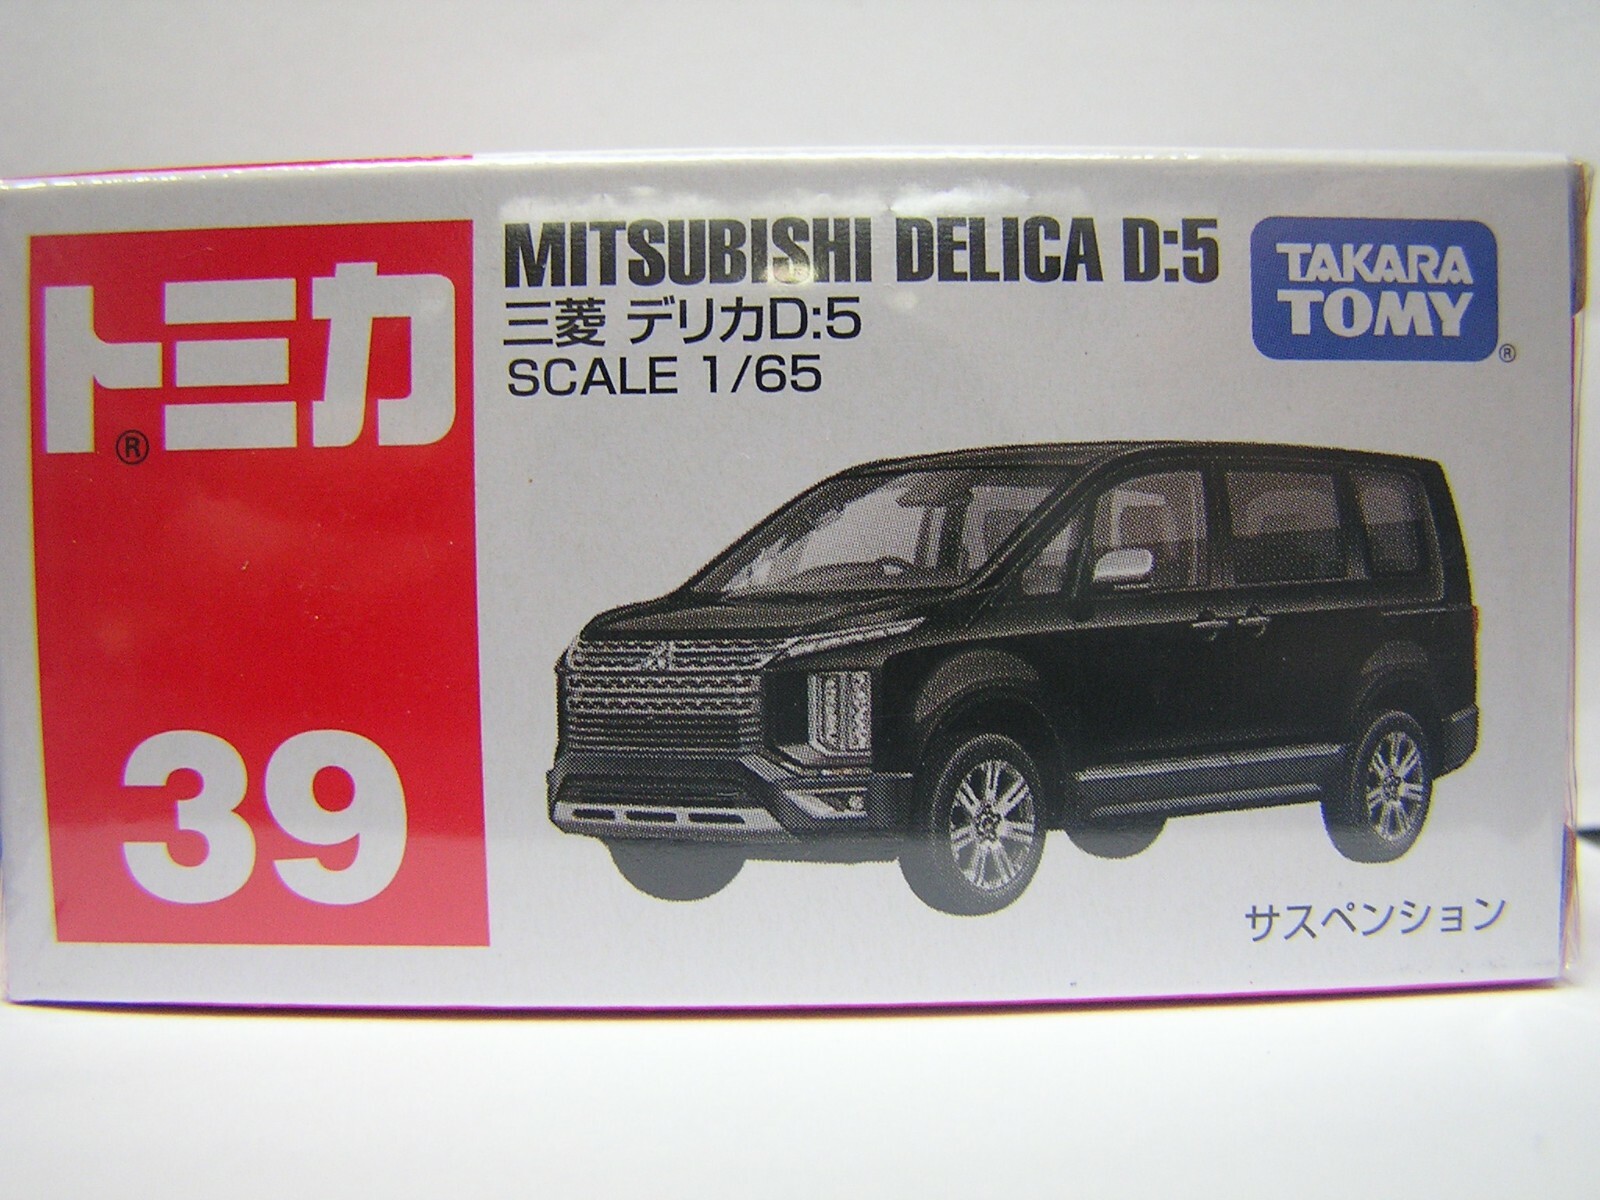 トミカ
®
39
MITSUBISHI DELICA D:5
三菱 デリカD:5
SCALE 1/65
TAKARA
TOMY
®
サスペンション